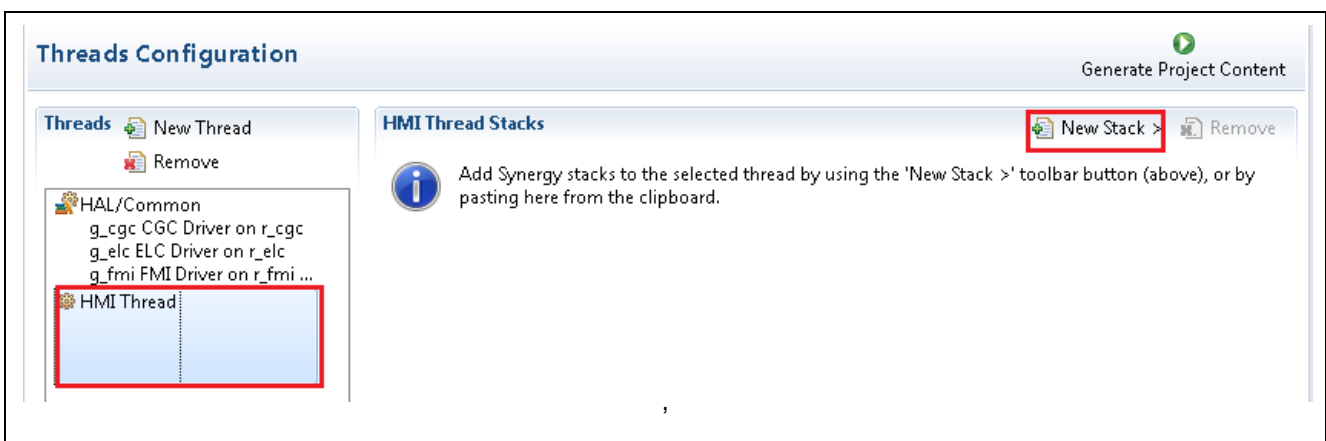 Threads Configuration
Generate Project Content
Threads New Thread
Remove
HAL/Common
g_cgc CGC Driver on r_cgc
g_elc ELC Driver on r_elc
g_fmi FMI Driver on r_fmi ...
HMI Thread
HMI Thread Stacks
New Stack > Remove
Add Synergy stacks to the selected thread by using the 'New Stack >' toolbar button (above), or by
pasting here from the clipboard.
,